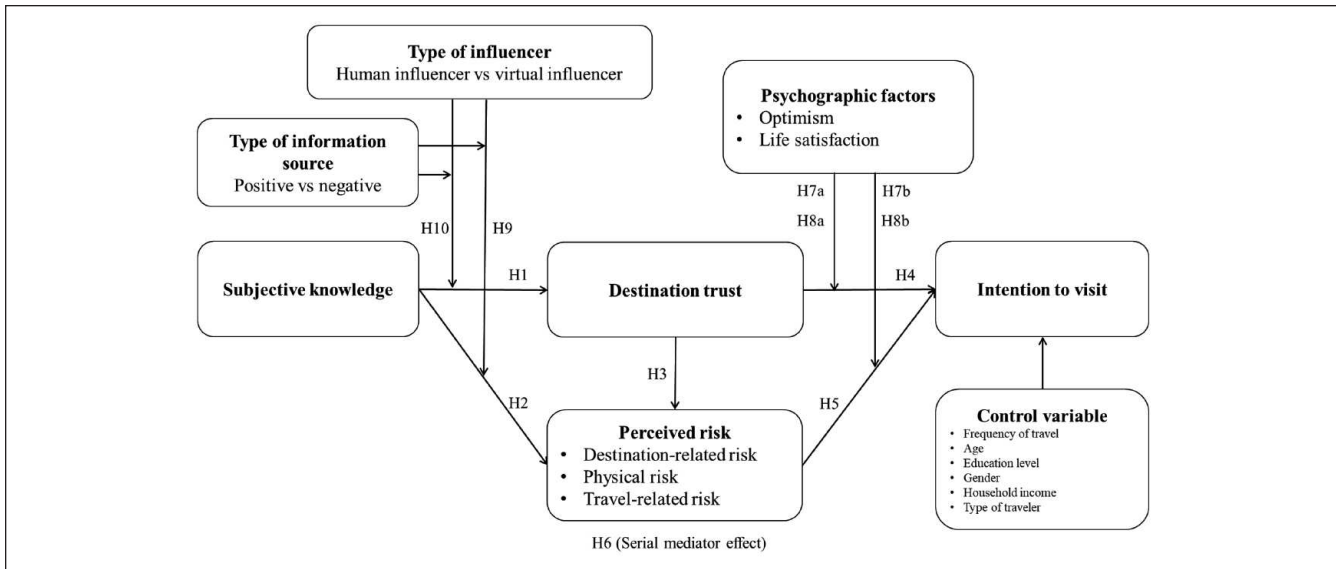 Type of influencer
Human influencer vs virtual influencer
Psychographic factors
• Optimism
• Life satisfaction
Type of information
source
Positive vs negative
H7a
H7b
H8a
H8b
H10
H9
Subjective knowledge
H1
Destination trust
H4
Intention to visit
H3
H2
H5
Perceived risk
• Destination-related risk
• Physical risk
• Travel-related risk
Control variable
• Frequency of travel
• Age
• Education level
• Gender
• Household income
• Type of traveler
H6 (Serial mediator effect)